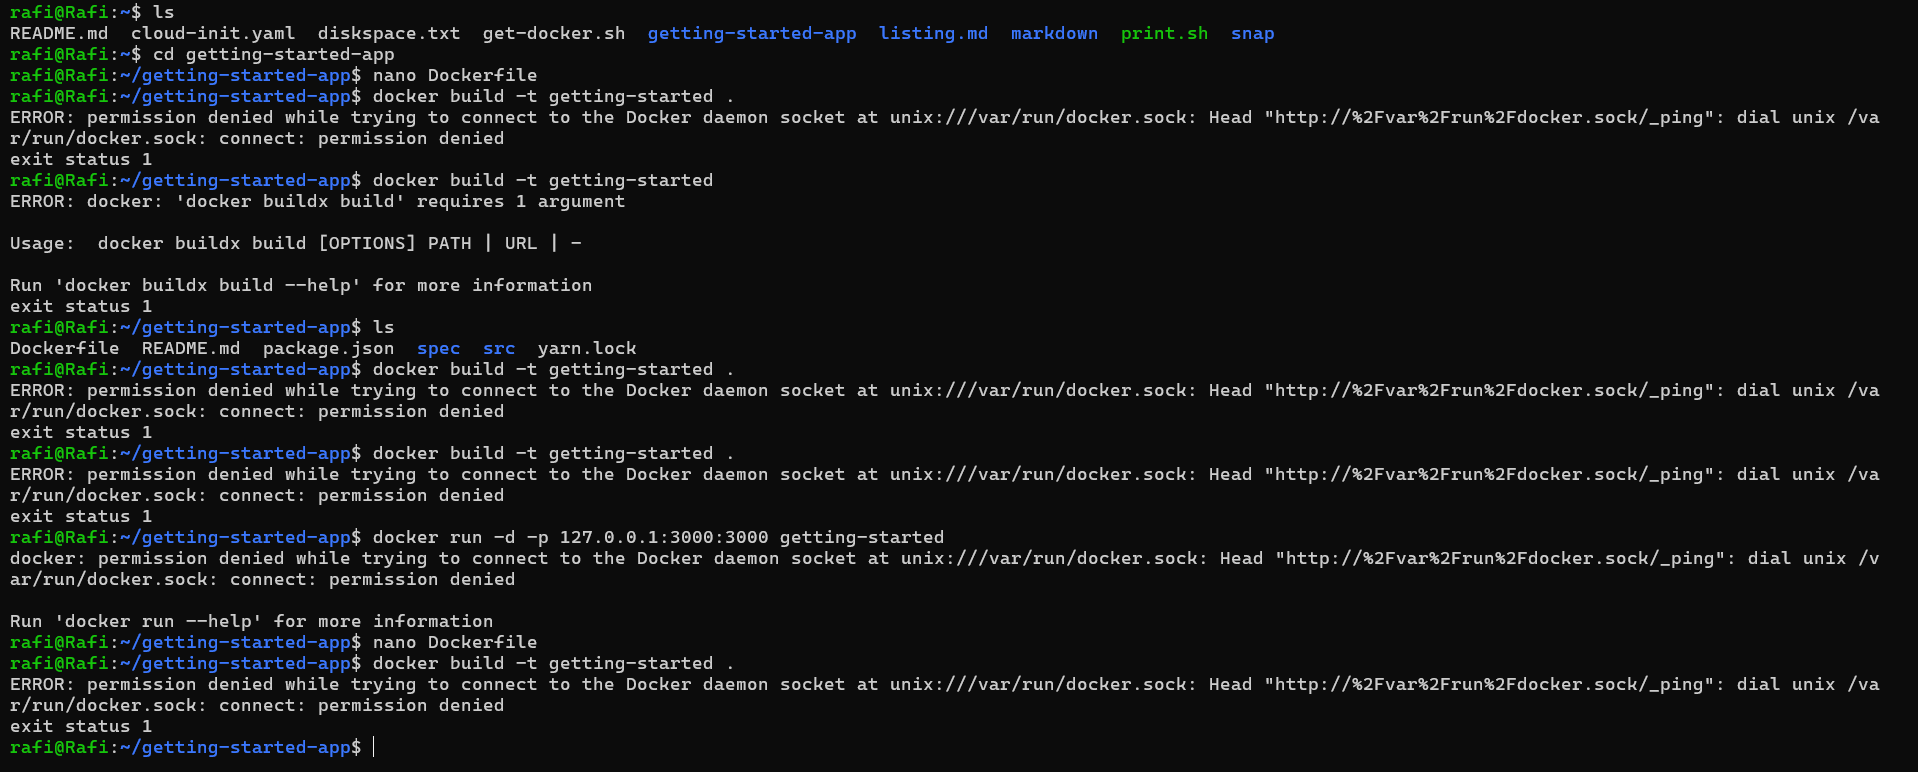 rafi@Rafi:~$ ls
README.md  cloud-init.yaml  diskspace.txt  get-docker.sh  getting-started-app  listing.md  markdown  print.sh  snap
rafi@Rafi:~$ cd getting-started-app
rafi@Rafi:~/getting-started-app$ nano Dockerfile
rafi@Rafi:~/getting-started-app$ docker build -t getting-started .
ERROR: permission denied while trying to connect to the Docker daemon socket at unix:///var/run/docker.sock: Head "http://%2Fvar%2Frun%2Fdocker.sock/_ping": dial unix /va
r/run/docker.sock: connect: permission denied
exit status 1
rafi@Rafi:~/getting-started-app$ docker build -t getting-started
ERROR: docker: 'docker buildx build' requires 1 argument

Usage:  docker buildx build [OPTIONS] PATH | URL | -

Run 'docker buildx build --help' for more information
exit status 1
rafi@Rafi:~/getting-started-app$ ls
Dockerfile  README.md  package.json  spec  src  yarn.lock
rafi@Rafi:~/getting-started-app$ docker build -t getting-started .
ERROR: permission denied while trying to connect to the Docker daemon socket at unix:///var/run/docker.sock: Head "http://%2Fvar%2Frun%2Fdocker.sock/_ping": dial unix /va
r/run/docker.sock: connect: permission denied
exit status 1
rafi@Rafi:~/getting-started-app$ docker build -t getting-started .
ERROR: permission denied while trying to connect to the Docker daemon socket at unix:///var/run/docker.sock: Head "http://%2Fvar%2Frun%2Fdocker.sock/_ping": dial unix /va
r/run/docker.sock: connect: permission denied
exit status 1
rafi@Rafi:~/getting-started-app$ docker run -d -p 127.0.0.1:3000:3000 getting-started
docker: permission denied while trying to connect to the Docker daemon socket at unix:///var/run/docker.sock: Head "http://%2Fvar%2Frun%2Fdocker.sock/_ping": dial unix /v
ar/run/docker.sock: connect: permission denied

Run 'docker run --help' for more information
rafi@Rafi:~/getting-started-app$ nano Dockerfile
rafi@Rafi:~/getting-started-app$ docker build -t getting-started .
ERROR: permission denied while trying to connect to the Docker daemon socket at unix:///var/run/docker.sock: Head "http://%2Fvar%2Frun%2Fdocker.sock/_ping": dial unix /va
r/run/docker.sock: connect: permission denied
exit status 1
rafi@Rafi:~/getting-started-app$